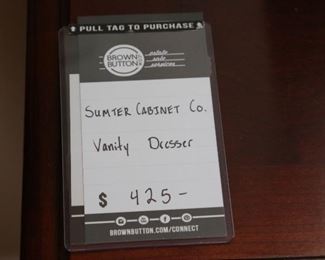 PULL TAG TO PURCHASE
BROWN
BUTTON
estate
sale
services
SUMTER CABINET CO.
Vanity Dresser
$ 425-
BROWNBUTTON.COM/CONNECT